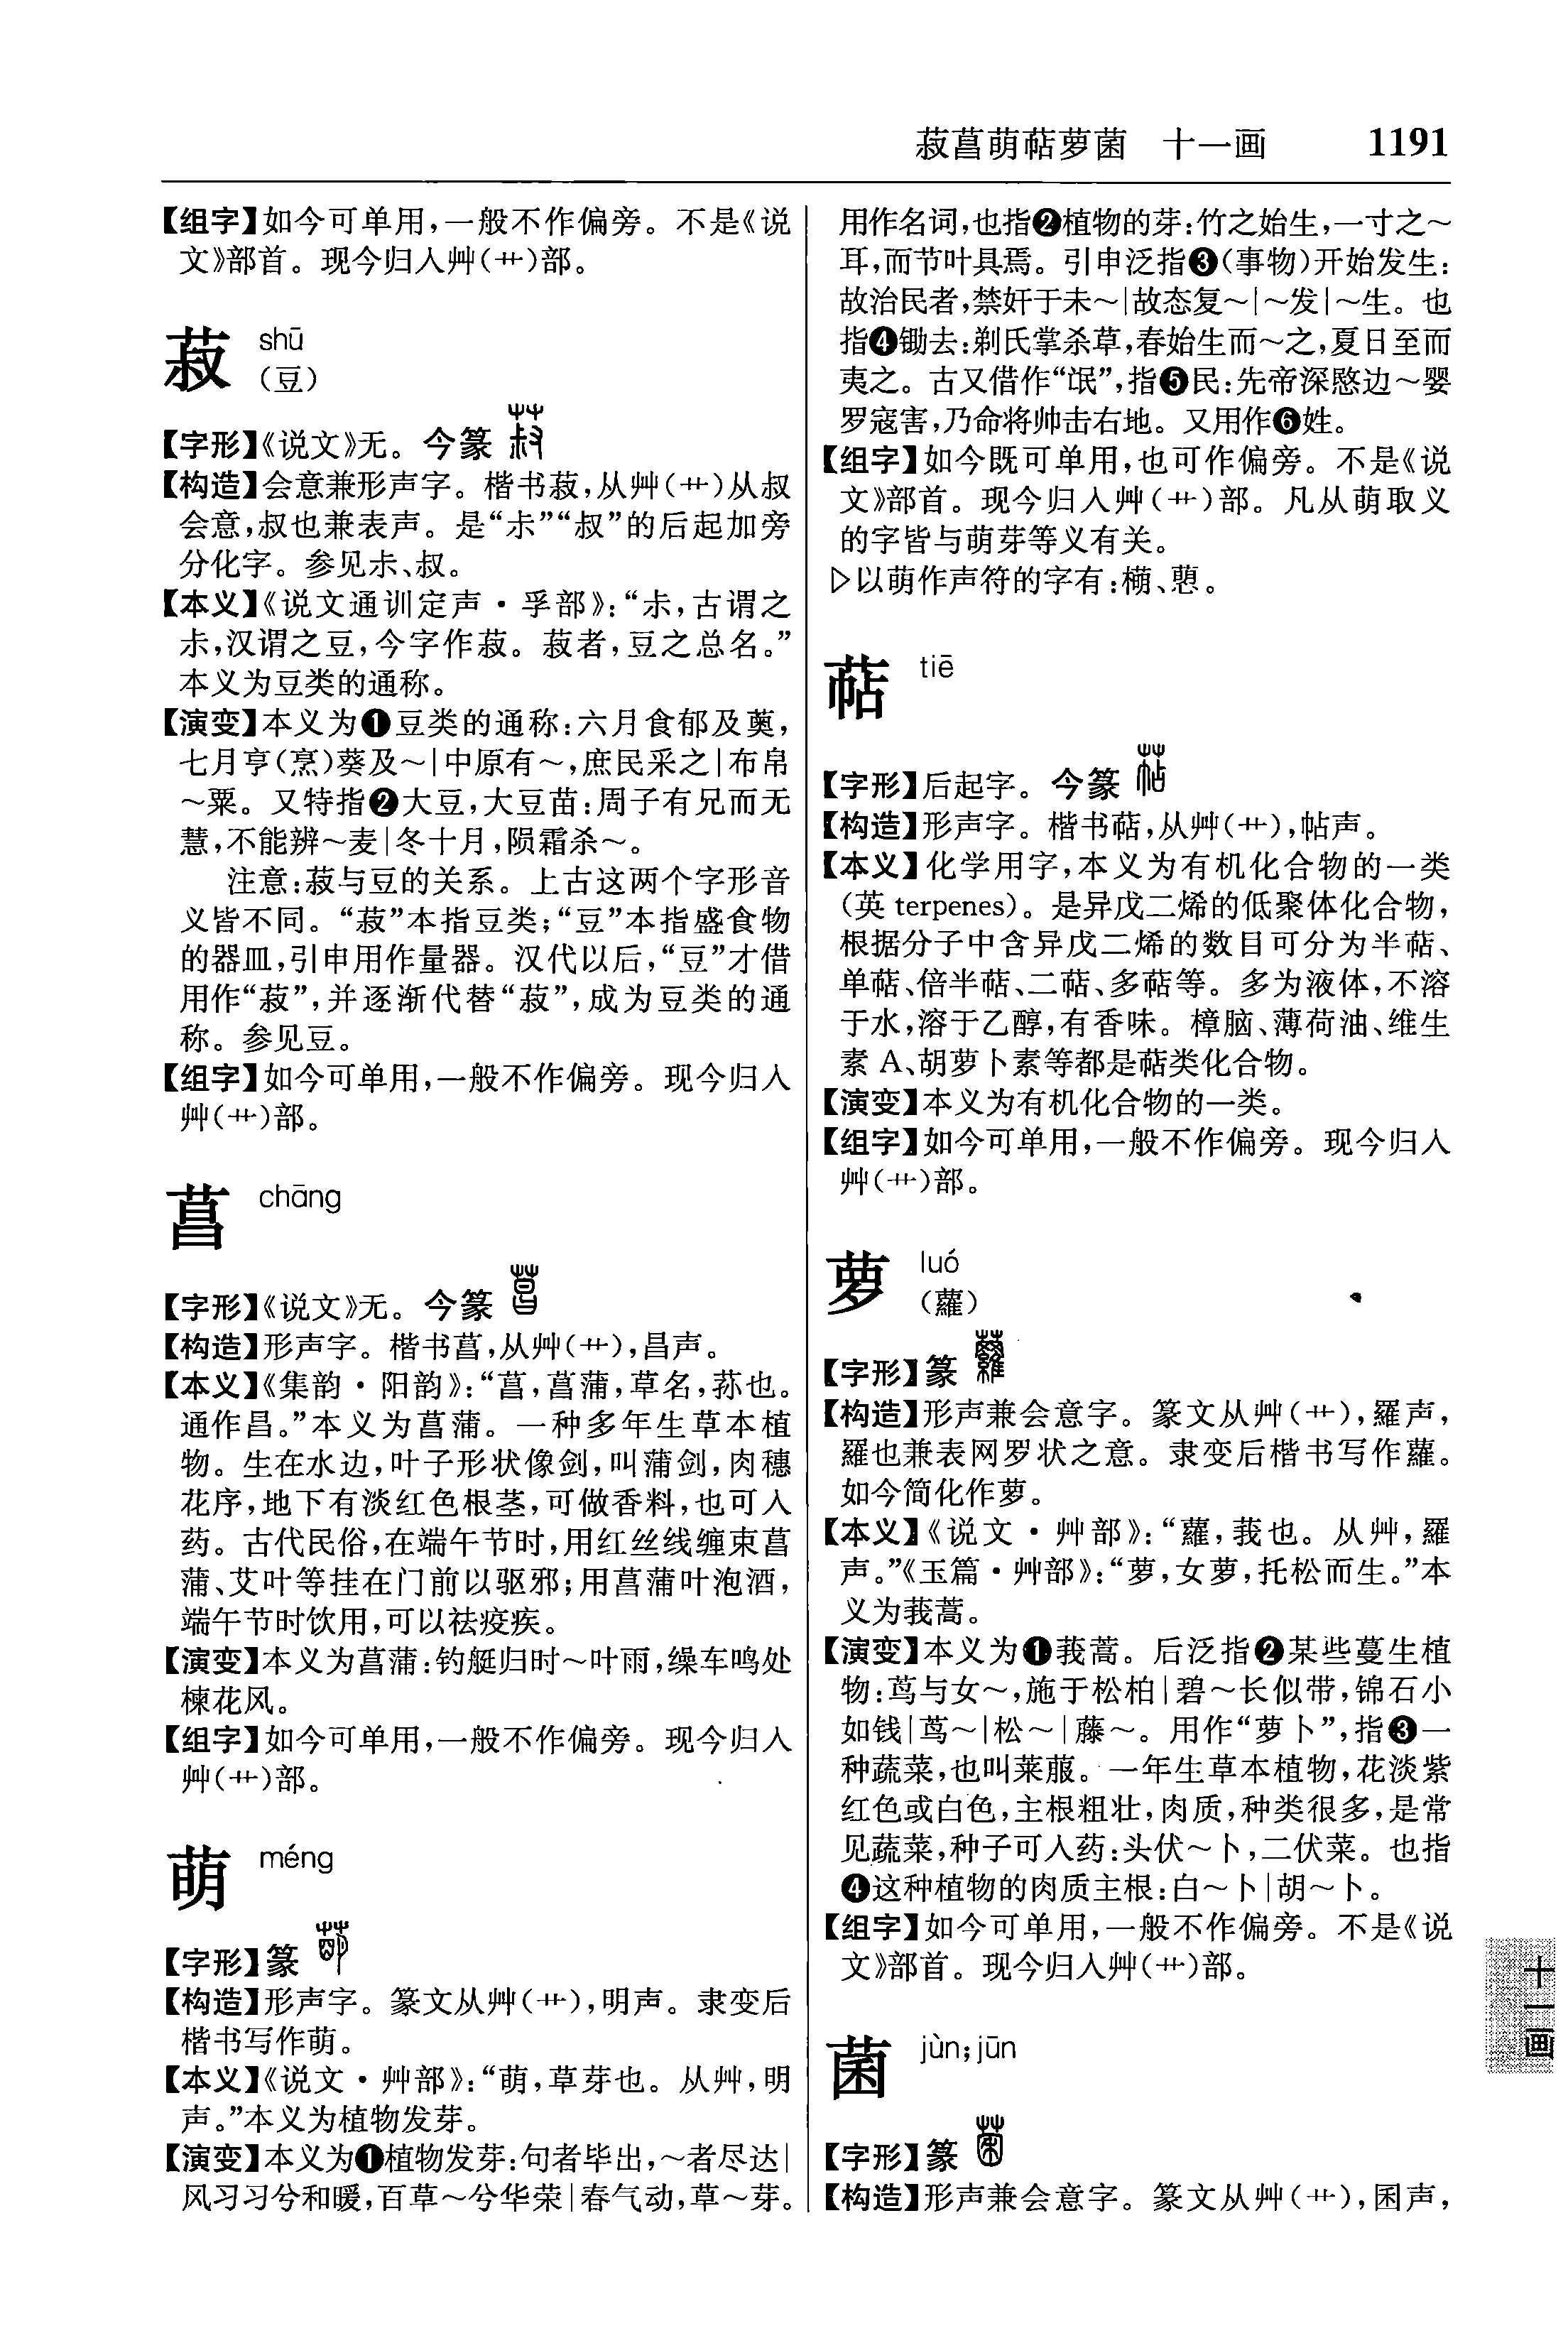 菽菖萌萜萝菌　十一画　1191
【组字】如今可单用,一般不作偏旁。不是《说
文》部首。现今归入艸(艹)部。
菽 shū
(豆)
【字形】《说文》无。今篆
【构造】会意兼形声字。楷书菽,从艸(艹)从叔
会意,叔也兼表声。是“尗”“叔”的后起加旁
分化字。参见尗、叔。
【本义】《说文通训定声·孚部》:“尗,古谓之
尗,汉谓之豆,今字作菽。菽者,豆之总名。”
本义为豆类的通称。
【演变】本义为❶豆类的通称:六月食郁及薁,
七月亨(烹)葵及～|中原有～,庶民采之|布帛
～粟。又特指❷大豆,大豆苗:周子有兄而无
慧,不能辨～麦|冬十月,陨霜杀～。
注意:菽与豆的关系。上古这两个字形音
义皆不同。“菽”本指豆类;“豆”本指盛食物
的器皿,引申用作量器。汉代以后,“豆”才借
用作“菽”,并逐渐代替“菽”,成为豆类的通
称。参见豆。
【组字】如今可单用,一般不作偏旁。现今归入
艸(艹)部。
菖 chāng
【字形】《说文》无。今篆
【构造】形声字。楷书菖,从艸(艹),昌声。
【本义】《集韵·阳韵》:“菖,菖蒲,草名,荪也。
通作昌。”本义为菖蒲。一种多年生草本植
物。生在水边,叶子形状像剑,叫蒲剑,肉穗
花序,地下有淡红色根茎,可做香料,也可入
药。古代民俗,在端午节时,用红丝线缠束菖
蒲、艾叶等挂在门前以驱邪;用菖蒲叶泡酒,
端午节时饮用,可以祛疫疾。
【演变】本义为菖蒲:钓艇归时～叶雨,缲车鸣处
楝花风。
【组字】如今可单用,一般不作偏旁。现今归入
艸(艹)部。
萌 méng
【字形】篆
【构造】形声字。篆文从艸(艹),明声。隶变后
楷书写作萌。
【本义】《说文·艸部》:“萌,草芽也。从艸,明
声。”本义为植物发芽。
【演变】本义为❶植物发芽:句者毕出,～者尽达|
风习习兮和暖,百草～兮华荣|春气动,草～芽。
用作名词,也指❷植物的芽:竹之始生,一寸之～
耳,而节叶具焉。引申泛指❸(事物)开始发生:
故治民者,禁奸于未～|故态复～|～发|～生。也
指❹锄去:剃氏掌杀草,春始生而～之,夏日至而
夷之。古又借作“氓”,指❺民:先帝深愍边～婴
罗寇害,乃命将帅击右地。又用作❻姓。
【组字】如今既可单用,也可作偏旁。不是《说
文》部首。现今归入艸(艹)部。凡从萌取义
的字皆与萌芽等义有关。
▷以萌作声符的字有:橗、蕄。
萜 tiē
【字形】后起字。今篆
【构造】形声字。楷书萜,从艸(艹),帖声。
【本义】化学用字,本义为有机化合物的一类
(英 terpenes)。是异戊二烯的低聚体化合物,
根据分子中含异戊二烯的数目可分为半萜、
单萜、倍半萜、二萜、多萜等。多为液体,不溶
于水,溶于乙醇,有香味。樟脑、薄荷油、维生
素 A、胡萝卜素等都是萜类化合物。
【演变】本义为有机化合物的一类。
【组字】如今可单用,一般不作偏旁。现今归入
艸(艹)部。
萝 luó
(蘿)
【字形】篆
【构造】形声兼会意字。篆文从艸(艹),羅声,
羅也兼表网罗状之意。隶变后楷书写作蘿。
如今简化作萝。
【本义】《说文·艸部》:“蘿,莪也。从艸,羅
声。”《玉篇·艸部》:“萝,女萝,托松而生。”本
义为莪蒿。
【演变】本义为❶莪蒿。后泛指❷某些蔓生植
物:茑与女～,施于松柏|碧～长似带,锦石小
如钱|茑～|松～|藤～。用作“萝卜”,指❸一
种蔬菜,也叫莱菔。一年生草本植物,花淡紫
红色或白色,主根粗壮,肉质,种类很多,是常
见蔬菜,种子可入药:头伏～卜,二伏菜。也指
❹这种植物的肉质主根:白～卜|胡～卜。
【组字】如今可单用,一般不作偏旁。不是《说
文》部首。现今归入艸(艹)部。
菌 jùn;jūn
【字形】篆
【构造】形声兼会意字。篆文从艸(艹),囷声,
十一画